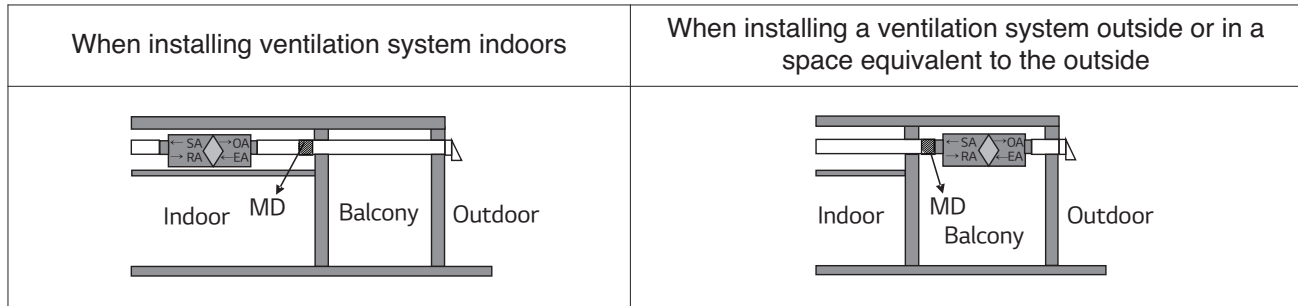 When installing ventilation system indoors
When installing a ventilation system outside or in a
space equivalent to the outside
← SA → OA
→ RA ← EA
Indoor MD Balcony Outdoor
← SA → OA
→ RA ← EA
Indoor MD Outdoor
Balcony